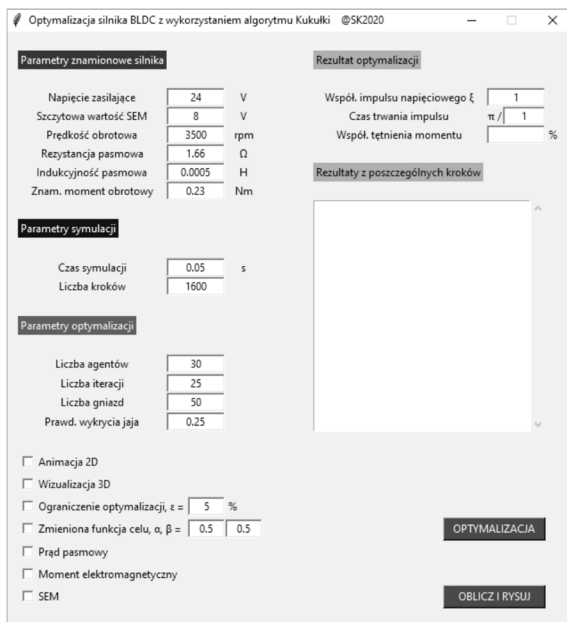 Optymalizacja silnika BLDC z wykorzystaniem algorytmu Kukułki @SK2020
Parametry znamionowe silnika
Napięcie zasilające 24 V
Szczytowa wartość SEM 8 V
Prędkość obrotowa 3500 rpm
Rezystancja pasmowa 1.66 Ω
Indukcyjność pasmowa 0.0005 H
Znam. moment obrotowy 0.23 Nm
Parametry symulacji
Czas symulacji 0.05 s
Liczba kroków 1600
Parametry optymalizacji
Liczba agentów 30
Liczba iteracji 25
Liczba gniazd 50
Prawd. wykrycia jaja 0.25
Animacja 2D
Wizualizacja 3D
Ograniczenie optymalizacji, ε = 5 %
Zmieniona funkcja celu, α, β = 0.5 0.5
Prąd pasmowy
Moment elektromagnetyczny
SEM
Rezultat optymalizacji
Współ. impulsu napięciowego ξ 1
Czas trwania impulsu π / 1
Współ. tętnienia momentu %
Rezultaty z poszczególnych kroków
OPTYMALIZACJA
OBLICZ I RYSUJ